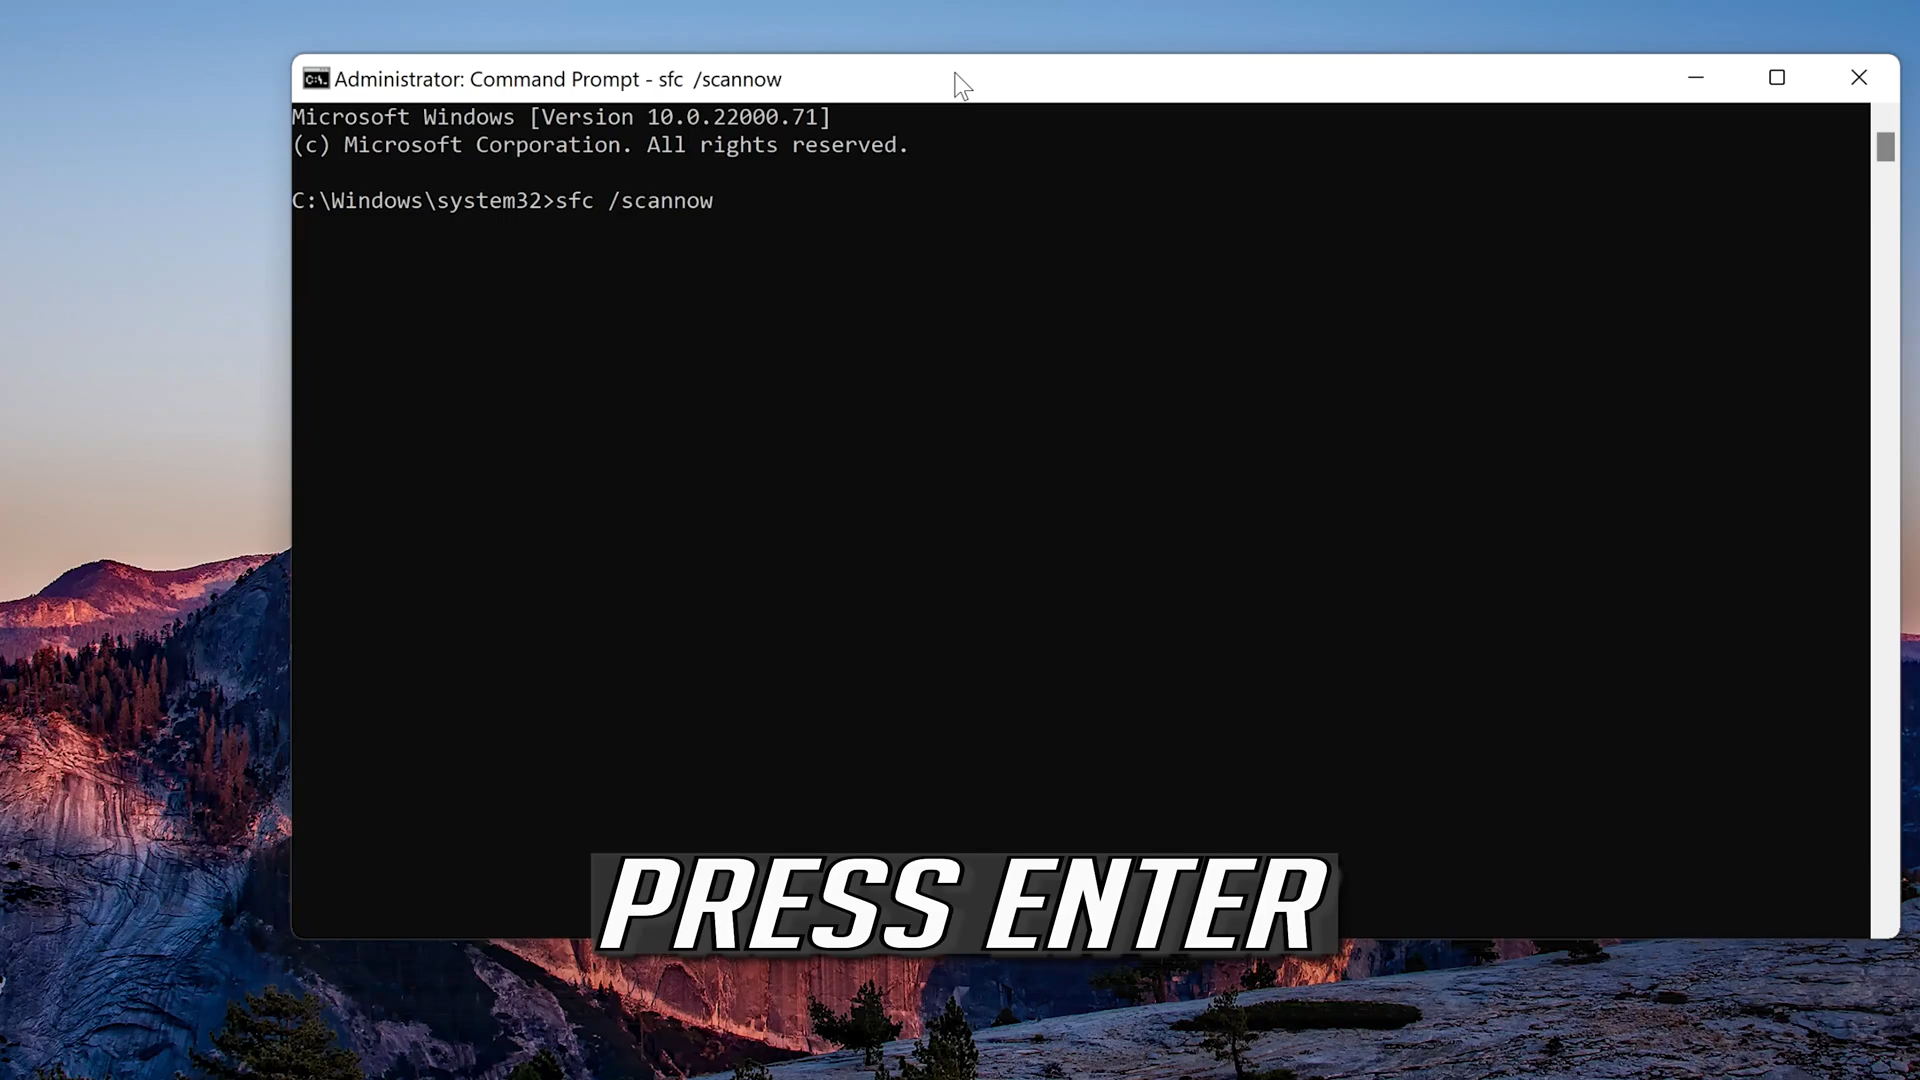 Administrator: Command Prompt - sfc  /scannow
Microsoft Windows [Version 10.0.22000.71]
(c) Microsoft Corporation. All rights reserved.
C:\Windows\system32>sfc /scannow
PRESS ENTER